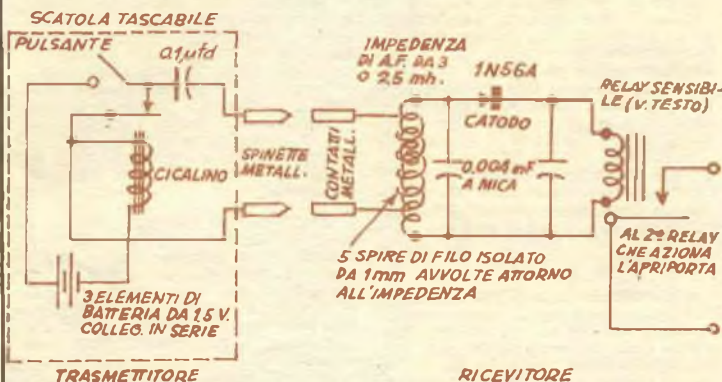 SCATOLA TASCABILE
PULSANTE
0.1 µfd
CICALINO
3 ELEMENTI DI
BATTERIA DA 1,5 V.
COLLEG. IN SERIE
TRASMETTITORE
SPINETTE
METALL.
CONTATTI
METALL.
IMPEDENZA
DI A.F. DA 3
O 2,5 mh.
1N56A
CATODO
0.004 mF
A MICA
5 SPIRE DI FILO ISOLATO
DA 1mm AVVOLTE ATTORNO
ALL'IMPEDENZA
RELAY SENSIBI-
LE (V. TESTO)
AL 2º RELAY
CHE AZIONA
L'APRIPORTA
RICEVITORE